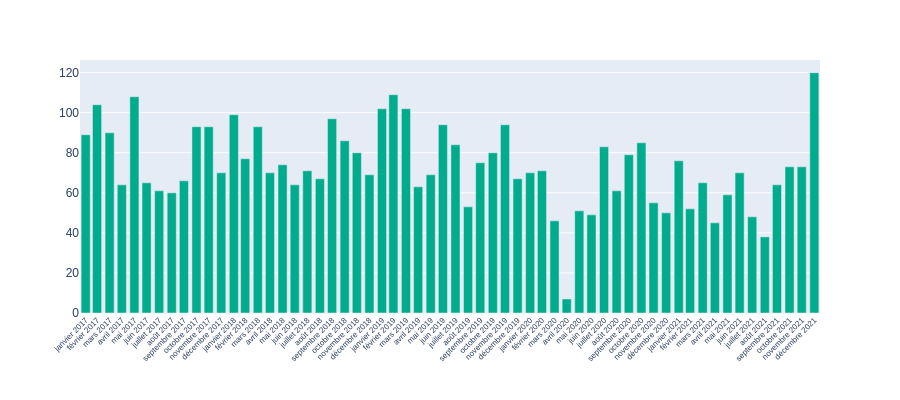 120
100
80
60
40
20
0
janvier 2017
février 2017
mars 2017
avril 2017
mai 2017
juin 2017
juillet 2017
août 2017
septembre 2017
octobre 2017
novembre 2017
décembre 2017
janvier 2018
février 2018
mars 2018
avril 2018
mai 2018
juin 2018
juillet 2018
août 2018
septembre 2018
octobre 2018
novembre 2018
décembre 2018
janvier 2019
février 2019
mars 2019
avril 2019
mai 2019
juin 2019
juillet 2019
août 2019
septembre 2019
octobre 2019
novembre 2019
décembre 2019
janvier 2020
février 2020
mars 2020
avril 2020
mai 2020
juin 2020
juillet 2020
août 2020
septembre 2020
octobre 2020
novembre 2020
décembre 2020
janvier 2021
février 2021
mars 2021
avril 2021
mai 2021
juin 2021
juillet 2021
août 2021
septembre 2021
octobre 2021
novembre 2021
décembre 2021